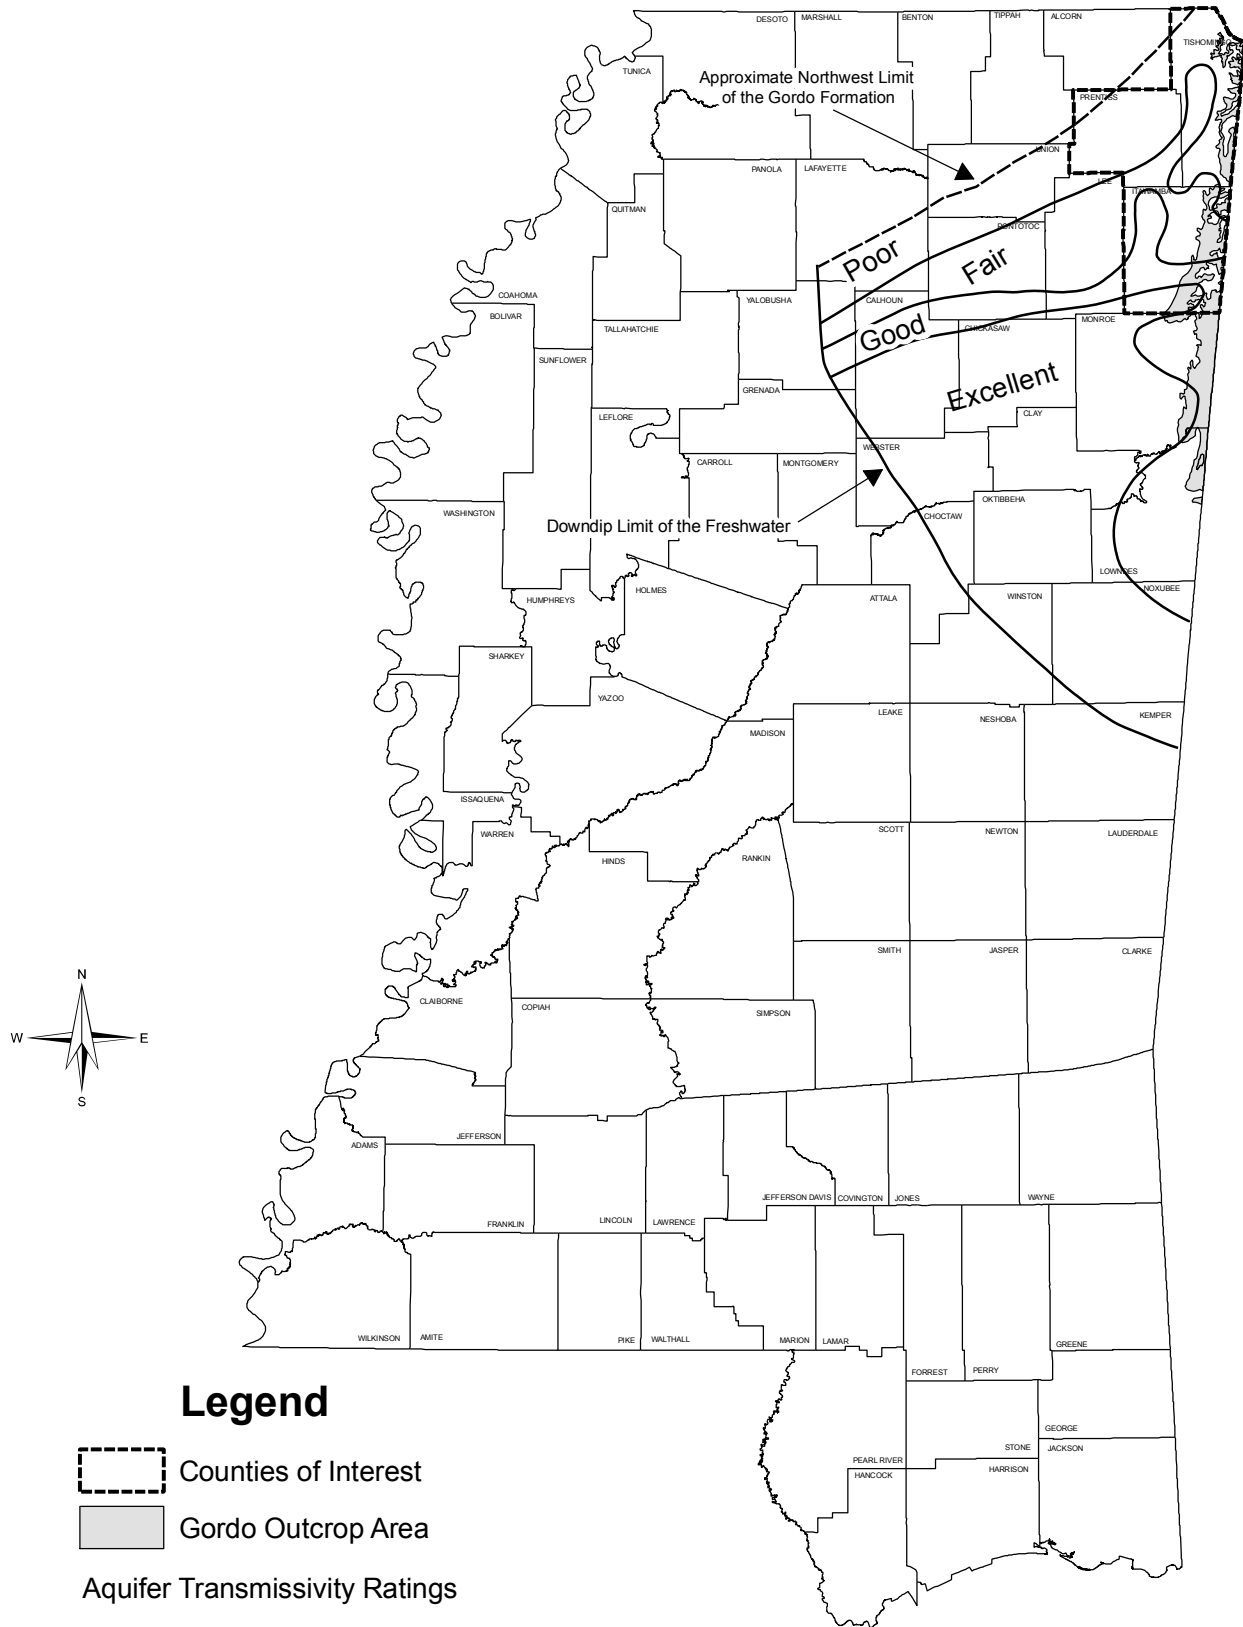 DESOTO
MARSHALL
BENTON
TIPPAH
ALCORN
TISHOMINGO
TUNICA
Approximate Northwest Limit
of the Gordo Formation
PRENTISS
UNION
PANOLA
LAFAYETTE
LEE
ITAWAMBA
QUITMAN
PONTOTOC
Poor
Fair
COAHOMA
YALOBUSHA
CALHOUN
BOLIVAR
TALLAHATCHIE
Good
CHICKASAW
MONROE
SUNFLOWER
Excellent
GRENADA
LEFLORE
CLAY
WEBSTER
CARROLL
MONTGOMERY
OKTIBBEHA
WASHINGTON
CHOCTAW
Downdip Limit of the Freshwater
LOWNDES
HOLMES
NOXUBEE
HUMPHREYS
ATTALA
WINSTON
SHARKEY
YAZOO
LEAKE
NESHOBA
KEMPER
MADISON
ISSAQUENA
WARREN
SCOTT
NEWTON
LAUDERDALE
HINDS
RANKIN
SMITH
JASPER
CLARKE
N
W
E
S
CLAIBORNE
COPIAH
SIMPSON
JEFFERSON
ADAMS
JEFFERSON DAVIS
COVINGTON
JONES
WAYNE
FRANKLIN
LINCOLN
LAWRENCE
WILKINSON
AMITE
PIKE
WALTHALL
MARION
LAMAR
GREENE
FORREST
PERRY
GEORGE
STONE
JACKSON
PEARL RIVER
HANCOCK
HARRISON
Legend
Counties of Interest
Gordo Outcrop Area
Aquifer Transmissivity Ratings